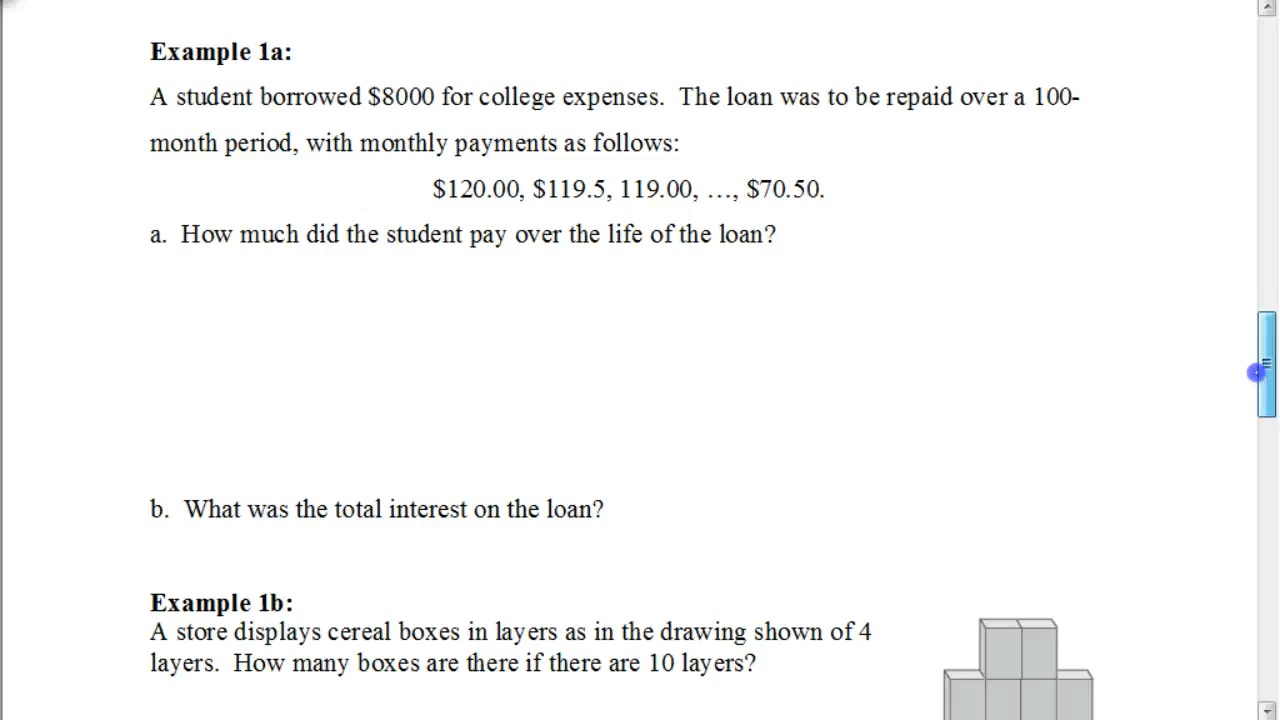 Example 1a:
A student borrowed $8000 for college expenses.  The loan was to be repaid over a 100-
month period, with monthly payments as follows:
$120.00, $119.5, 119.00, …, $70.50.
a.  How much did the student pay over the life of the loan?
b.  What was the total interest on the loan?
Example 1b:
A store displays cereal boxes in layers as in the drawing shown of 4
layers.  How many boxes are there if there are 10 layers?